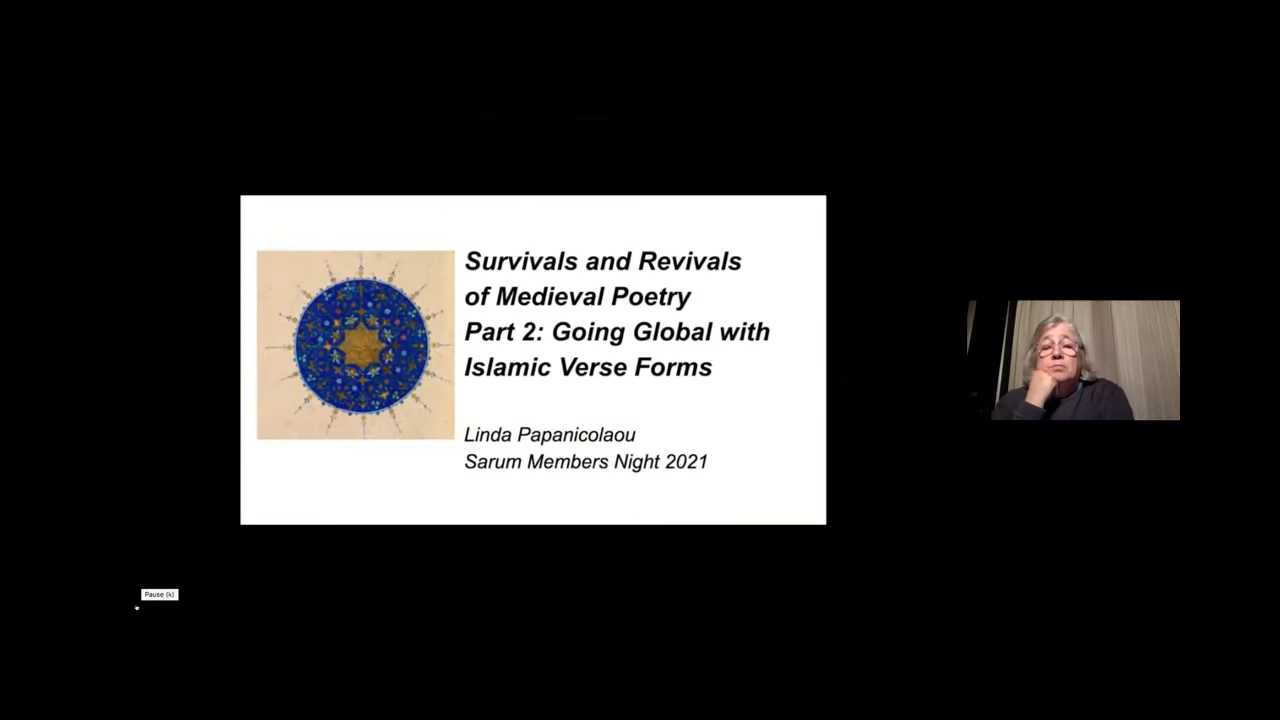 Survivals and Revivals
of Medieval Poetry
Part 2: Going Global with
Islamic Verse Forms
Linda Papanicolaou
Sarum Members Night 2021
Pause (k)